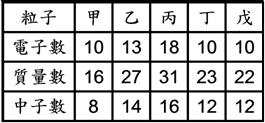 粒子 甲 乙 丙 丁 戊
電子數 10 13 18 10 10
質量數 16 27 31 23 22
中子數 8 14 16 12 12